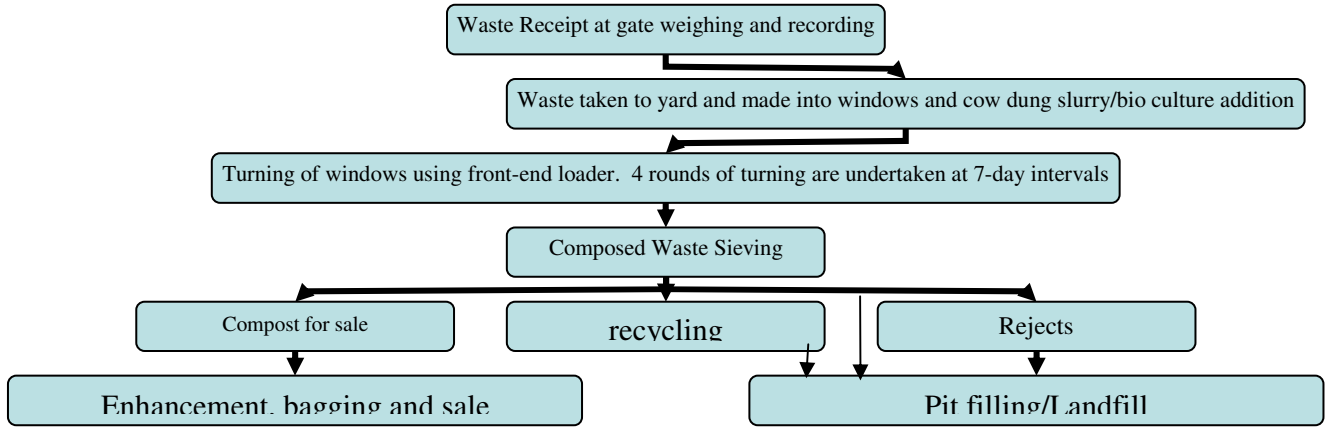 Waste Receipt at gate weighing and recording
Waste taken to yard and made into windows and cow dung slurry/bio culture addition
Turning of windows using front-end loader.  4 rounds of turning are undertaken at 7-day intervals
Composed Waste Sieving
Compost for sale
recycling
Rejects
Enhancement, bagging and sale
Pit filling/Landfill